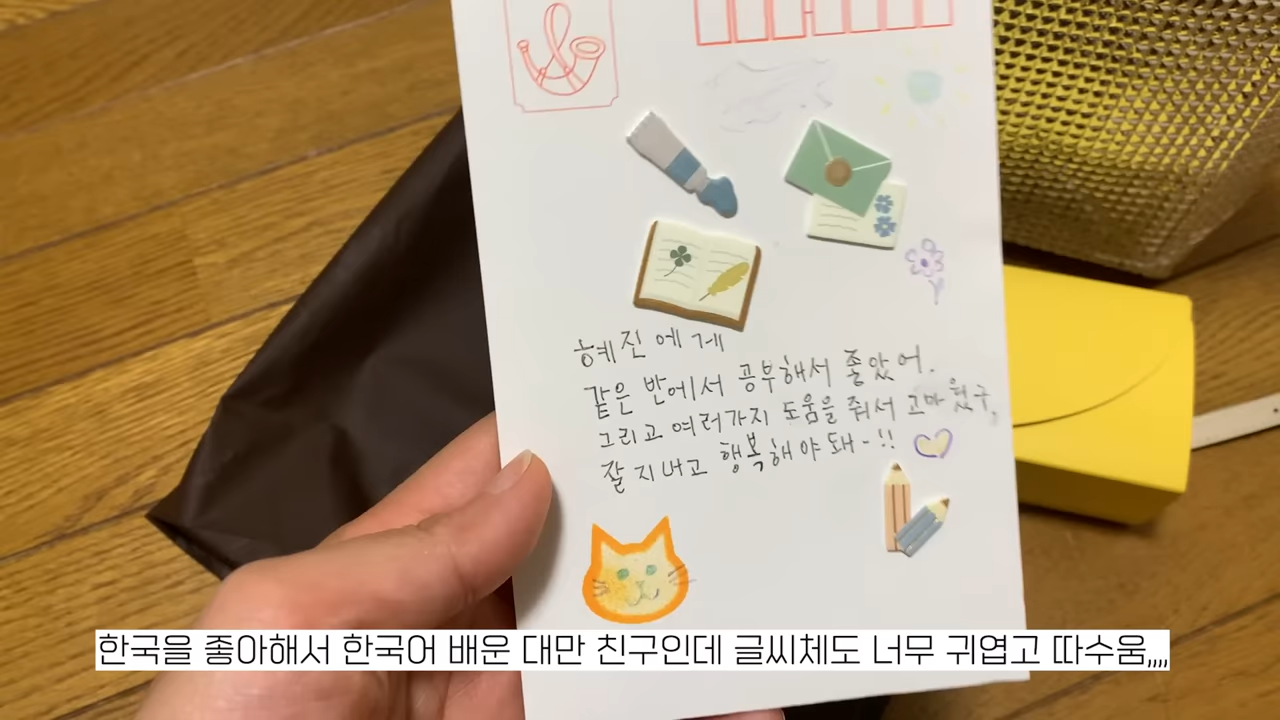 혜진에게
같은 반에서 공부해서 좋았어.
그리고 여러가지 도움을 줘서 고마웠구,
잘 지내고 행복해야 돼~!!
한국을 좋아해서 한국어 배운 대만 친구인데 글씨체도 너무 귀엽고 따수움,,,,